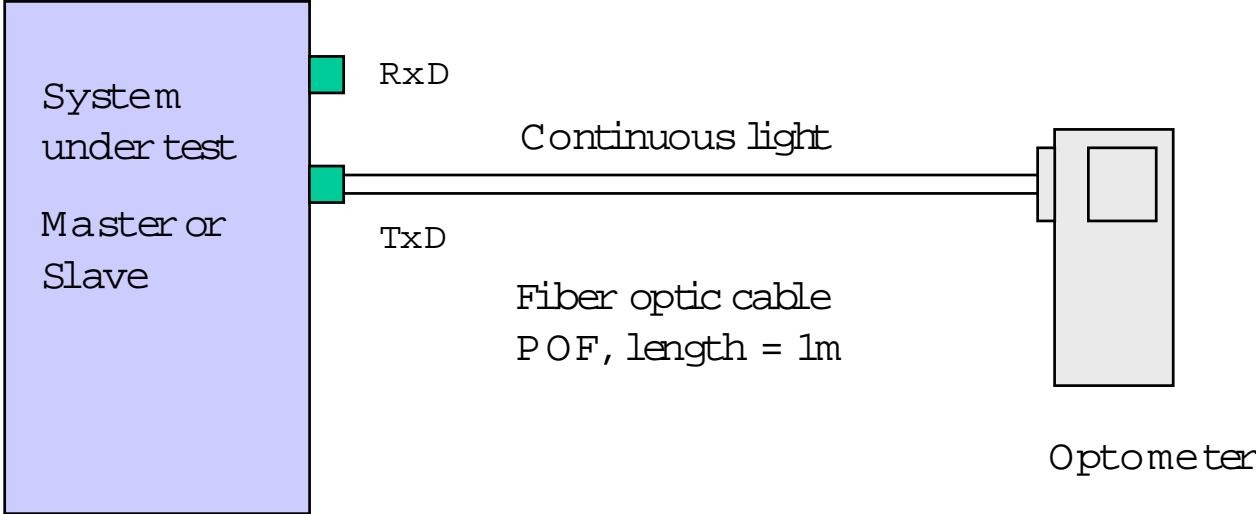 System
under test
Master or
Slave
RxD
Continuous light
TxD
Fiber optic cable
POF, length = 1m
Optometer